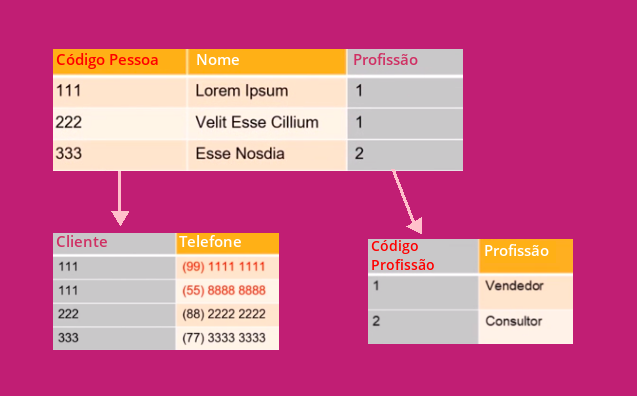 Código Pessoa Nome Profissão
111 Lorem Ipsum 1
222 Velit Esse Cillium 1
333 Esse Nosdia 2
Cliente Telefone
111 (99) 1111 1111
111 (55) 8888 8888
222 (88) 2222 2222
333 (77) 3333 3333
Código
Profissão Profissão
1 Vendedor
2 Consultor